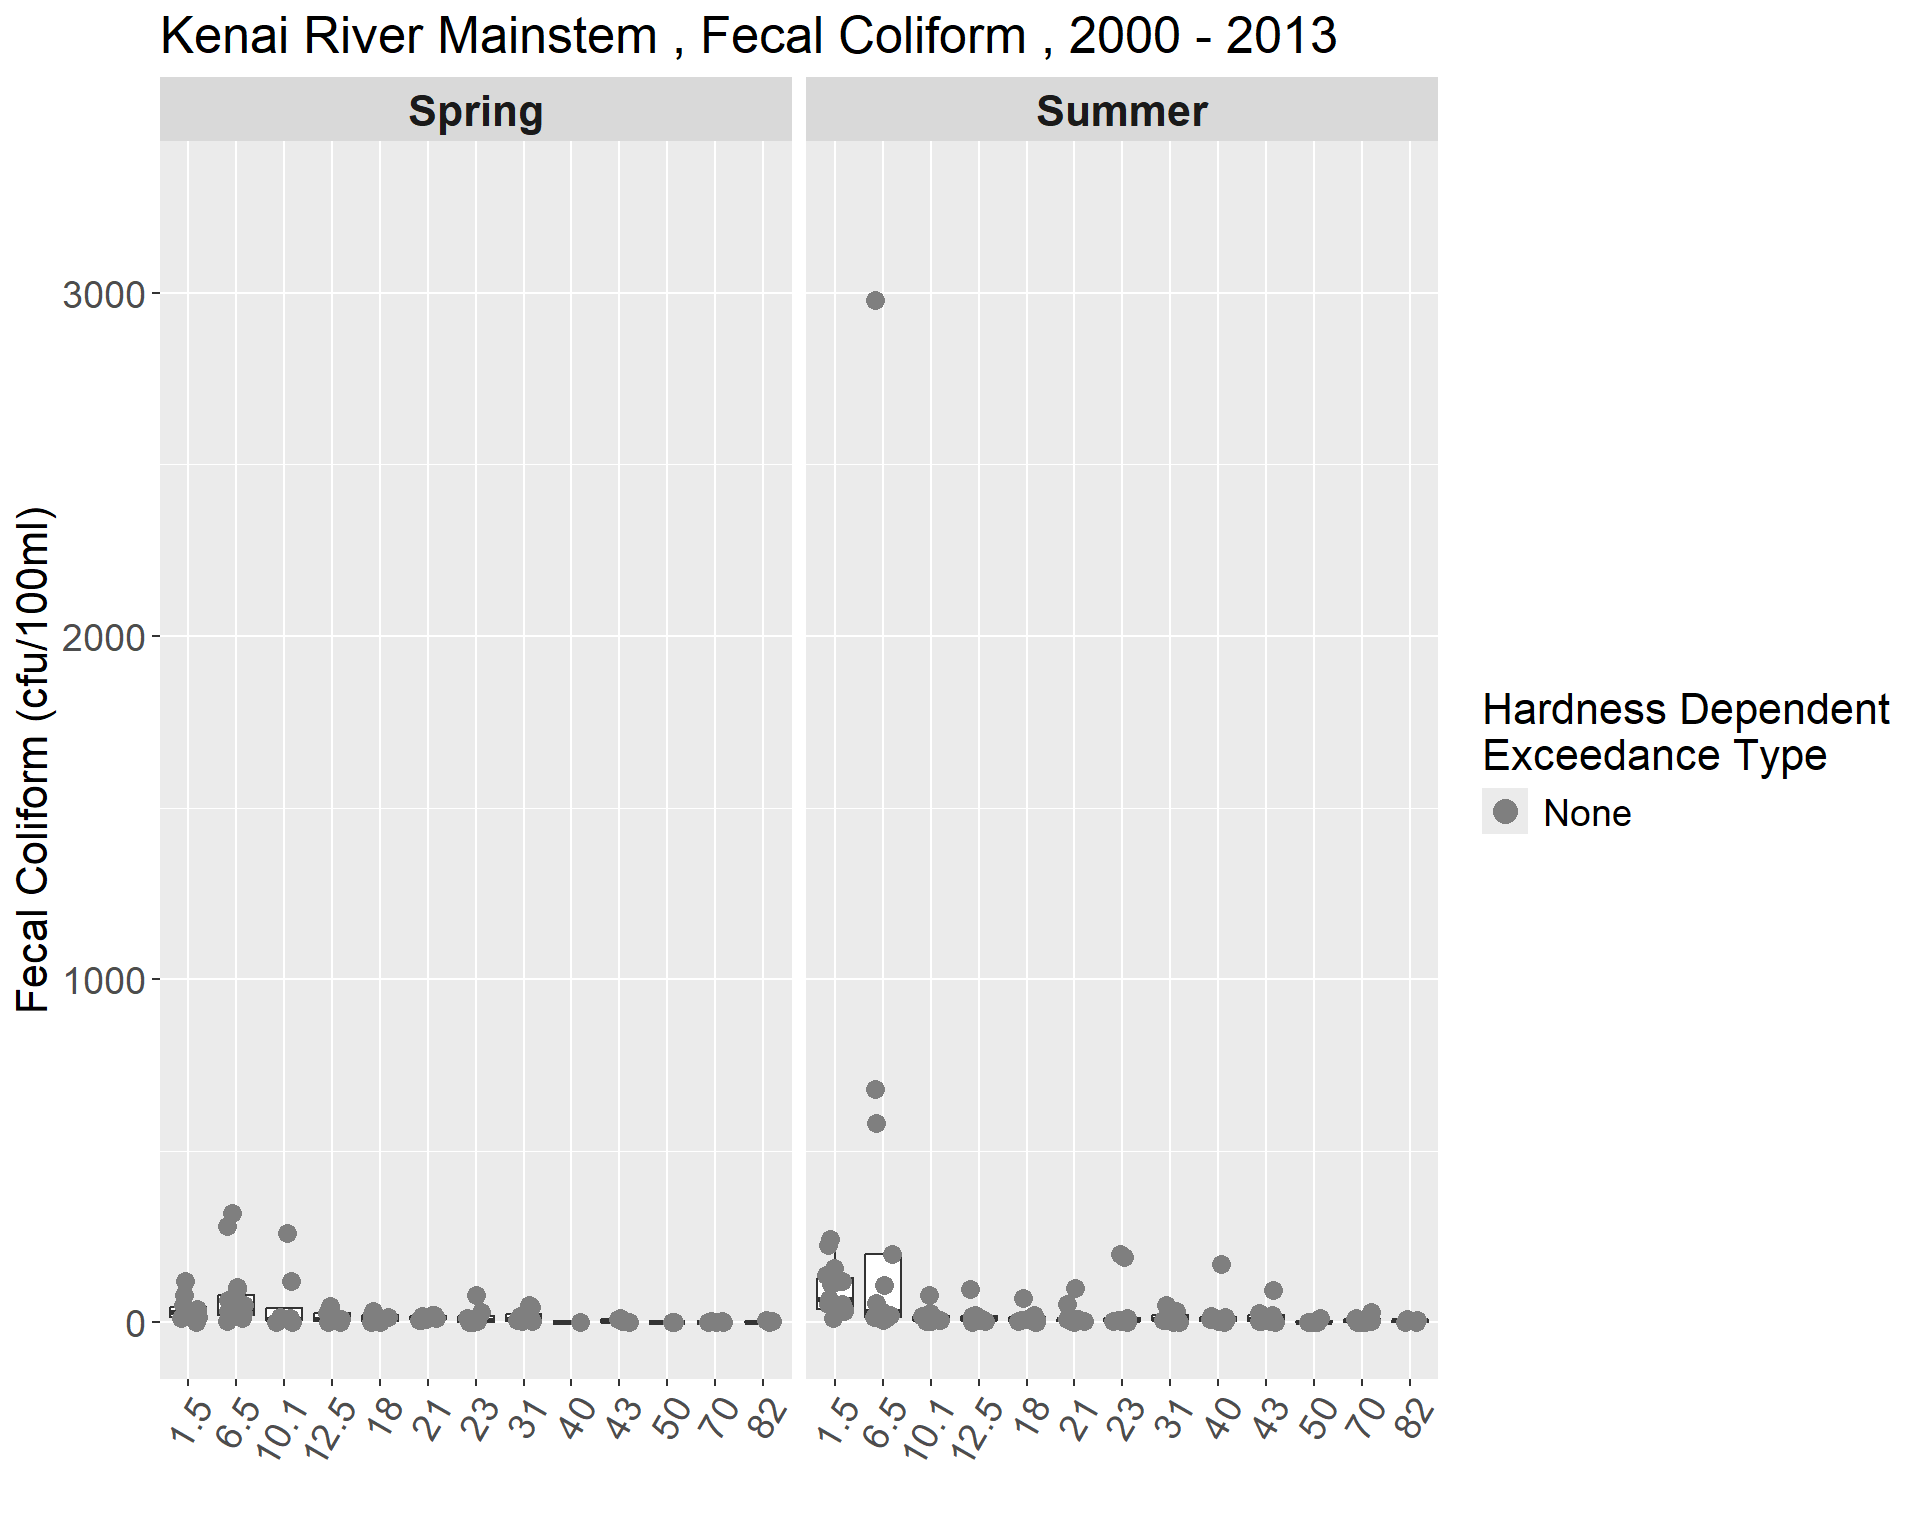 Kenai River Mainstem , Fecal Coliform , 2000 - 2013
Spring
Summer
Fecal Coliform (cfu/100ml)
3000
2000
1000
0
1.5 6.5 10.1 12.5 18 21 23 31 40 43 50 70 82
1.5 6.5 10.1 12.5 18 21 23 31 40 43 50 70 82
Hardness Dependent
Exceedance Type
None